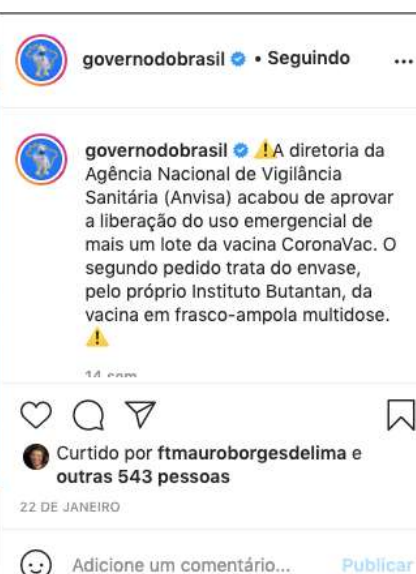 governodobrasil • Seguindo
governodobrasil ⚠️A diretoria da
Agência Nacional de Vigilância
Sanitária (Anvisa) acabou de aprovar
a liberação do uso emergencial de
mais um lote da vacina CoronaVac. O
segundo pedido trata do envase,
pelo próprio Instituto Butantan, da
vacina em frasco-ampola multidose.
⚠️
14 sem
Curtido por ftmauroborgesdelima e
outras 543 pessoas
22 DE JANEIRO
Adicione um comentário... Publicar